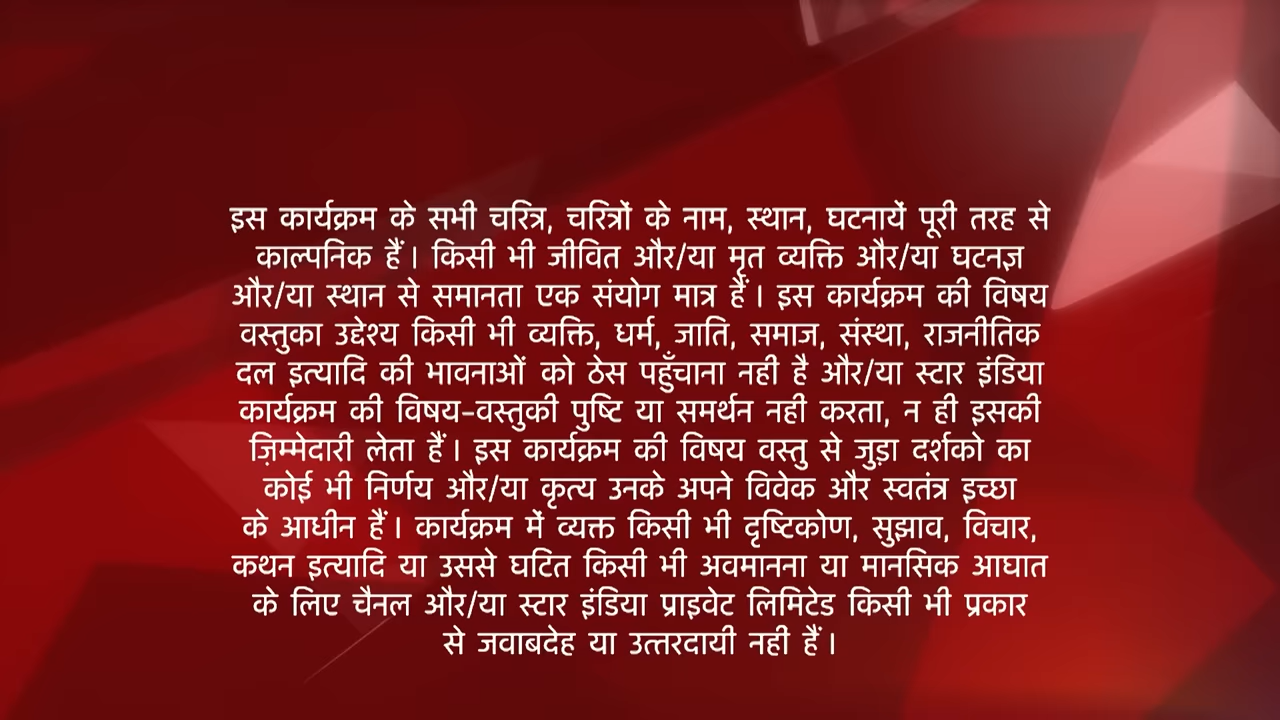 इस कार्यक्रम के सभी चरित्र, चरित्रों के नाम, स्थान, घटनायें पूरी तरह से
काल्पनिक हैं। किसी भी जीवित और/या मृत व्यक्ति और/या घटनज्ञ
और/या स्थान से समानता एक संयोग मात्र हैं। इस कार्यक्रम की विषय
वस्तुका उद्देश्य किसी भी व्यक्ति, धर्म, जाति, समाज, संस्था, राजनीतिक
दल इत्यादि की भावनाओं को ठेस पहुँचाना नही है और/या स्टार इंडिया
कार्यक्रम की विषय-वस्तुकी पुष्टि या समर्थन नही करता, न ही इसकी
ज़िम्मेदारी लेता हैं। इस कार्यक्रम की विषय वस्तु से जुड़ा दर्शको का
कोई भी निर्णय और/या कृत्य उनके अपने विवेक और स्वतंत्र इच्छा
के आधीन हैं। कार्यक्रम में व्यक्त किसी भी दृष्टिकोण, सुझाव, विचार,
कथन इत्यादि या उससे घटित किसी भी अवमानना या मानसिक आघात
के लिए चैनल और/या स्टार इंडिया प्राइवेट लिमिटेड किसी भी प्रकार
से जवाबदेह या उत्तरदायी नही हैं।